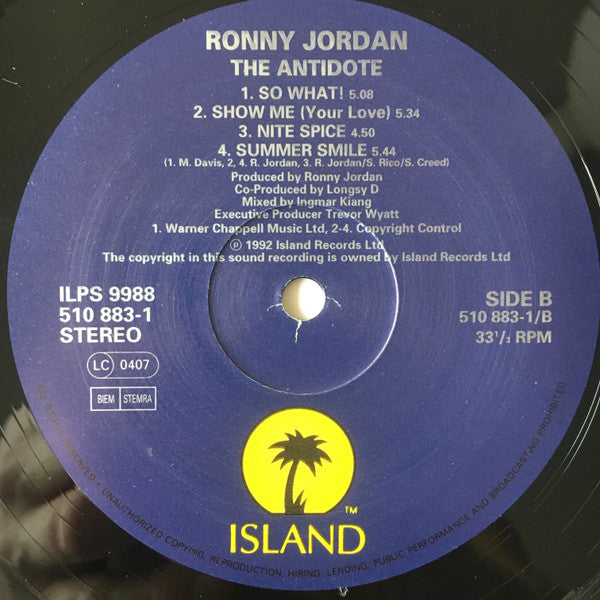 RONNY JORDAN
THE ANTIDOTE
1. SO WHAT! 5.08
2. SHOW ME (Your Love) 5.34
3. NITE SPICE 4.50
4. SUMMER SMILE 5.44
(1. M. Davis, 2, 4. R. Jordan, 3. R. Jordan/S. Rico/S. Creed)
Produced by Ronny Jordan
Co-Produced by Longsy D
Mixed by Ingmar Kiang
Executive Producer Trevor Wyatt
1. Warner Chappell Music Ltd, 2-4. Copyright Control
℗ 1992 Island Records Ltd
The copyright in this sound recording is owned by Island Records Ltd
ILPS 9988
510 883-1
STEREO
LC 0407
BIEM STEMRA
SIDE B
510 883-1/B
33¹/₃ RPM
TM
ISLAND
RESERVED • UNAUTHORIZED COPYING, REPRODUCTION, HIRING, LENDING, PUBLIC PERFORMANCE AND BROADCASTING PROHIBITED